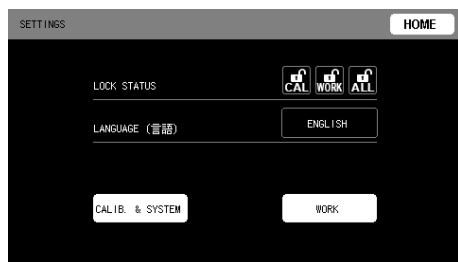 SETTINGS HOME
LOCK STATUS CAL WORK ALL
LANGUAGE (言語) ENGLISH
CALIB. & SYSTEM WORK